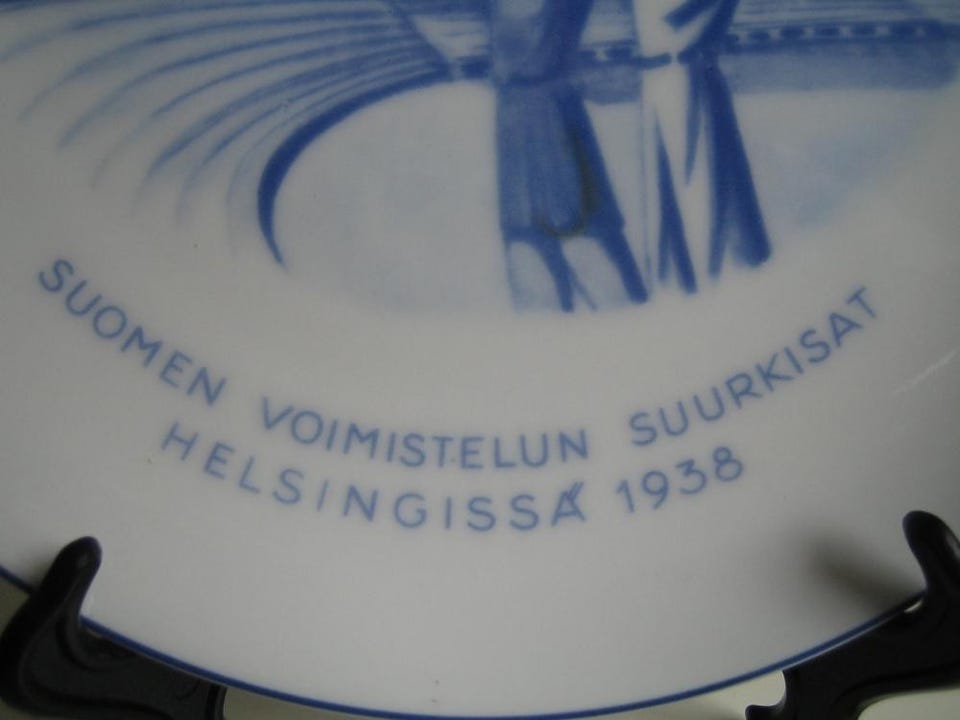 SUOMEN VOIMISTELUN SUURKISAT
HELSINGISSÄ 1938